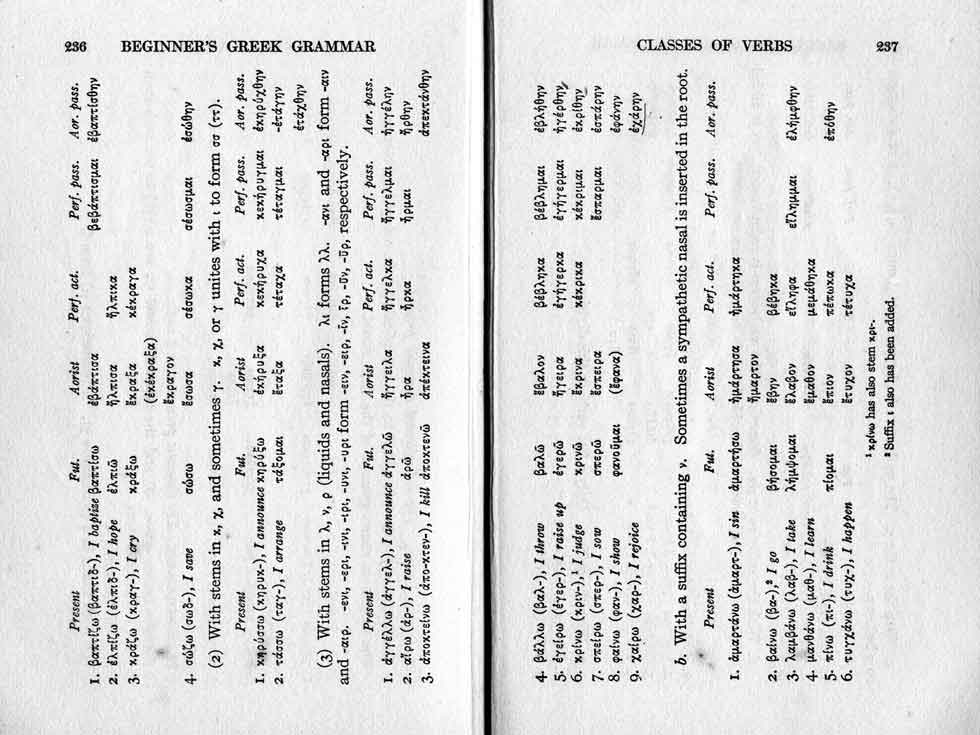 236 BEGINNER'S GREEK GRAMMAR
Present Fut. Aorist Perf. act. Perf. pass. Aor. pass.
1. βαπτίζω (βαπτιδ-), I baptize βαπτίσω ἐβάπτισα βεβάπτισμαι ἐβαπτίσθην
2. ἐλπίζω (ἐλπιδ-), I hope ἐλπιῶ ἤλπισα ἤλπικα
3. κράζω (κραγ-), I cry κράξω ἔκραξα κέκραγα
(ἐκέκραξα)
ἔκραγον
4. σώζω (σωδ-), I save σώσω ἔσωσα σέσωκα σέσωσμαι ἐσώθην
(2) With stems in κ, χ, and sometimes γ. κ, χ, or γ unites with ι to form σσ (ττ).
Present Fut. Aorist Perf. act. Perf. pass. Aor. pass.
1. κηρύσσω (κηρυκ-), I announce κηρύξω ἐκήρυξα κεκήρυχα κεκήρυγμαι ἐκηρύχθην
2. τάσσω (ταγ-), I arrange τάξομαι ἔταξα τέταχα τέταγμαι -ἐτάγην
ἐτάχθην
(3) With stems in λ, ν, ρ (liquids and nasals). λι forms λλ. -ανι and -αρι form -αιν
and -αιρ. -ενι, -ερι, -ινι, -ιρι, -υνι, -υρι form -ειν, -ειρ, -ῑν, ῑρ, -ῡν, -ῡρ, respectively.
Present Fut. Aorist Perf. act. Perf. pass. Aor. pass.
1. ἀγγέλλω (ἀγγελ-), I announce ἀγγελῶ ἤγγειλα ἤγγελκα ἤγγελμαι ἠγγέλην
2. αἴρω (ἀρ-), I raise ἀρῶ ἦρα ἦρκα ἦρμαι ἤρθην
3. ἀποκτείνω (ἀπο-κτεν-), I kill ἀποκτενῶ ἀπέκτεινα ἀπεκτάνθην
CLASSES OF VERBS 237
4. βάλλω (βαλ-), I throw βαλῶ ἔβαλον βέβληκα βέβλημαι ἐβλήθην
5. ἐγείρω (ἐγερ-), I raise up ἐγερῶ ἤγειρα ἐγήγερκα ἐγήγερμαι ἠγέρθην
6. κρίνω (κριν-),¹ I judge κρινῶ ἔκρινα κέκρικα κέκριμαι ἐκρίθην
7. σπείρω (σπερ-), I sow σπερῶ ἔσπειρα ἔσπαρμαι ἐσπάρην
8. φαίνω (φαν-), I show φανοῦμαι (ἔφανα) ἐφάνην
9. χαίρω (χαρ-), I rejoice ἐχάρην
b. With a suffix containing ν. Sometimes a sympathetic nasal is inserted in the root.
Present Fut. Aorist Perf. act. Perf. pass. Aor. pass.
1. ἁμαρτάνω (ἁμαρτ-), I sin ἁμαρτήσω ἡμάρτησα ἡμάρτηκα
ἥμαρτον
2. βαίνω (βα-),² I go βήσομαι ἔβην βέβηκα
3. λαμβάνω (λαβ-), I take λήμψομαι ἔλαβον εἴληφα εἴλημμαι ἐλήμφθην
4. μανθάνω (μαθ-), I learn ἔμαθον μεμάθηκα
5. πίνω (πι-), I drink πίομαι ἔπιον πέπωκα ἐπόθην
6. τυγχάνω (τυχ-), I happen ἔτυχον τέτυχα
¹ κρίνω has also stem κρι-.
² Suffix ι also has been added.